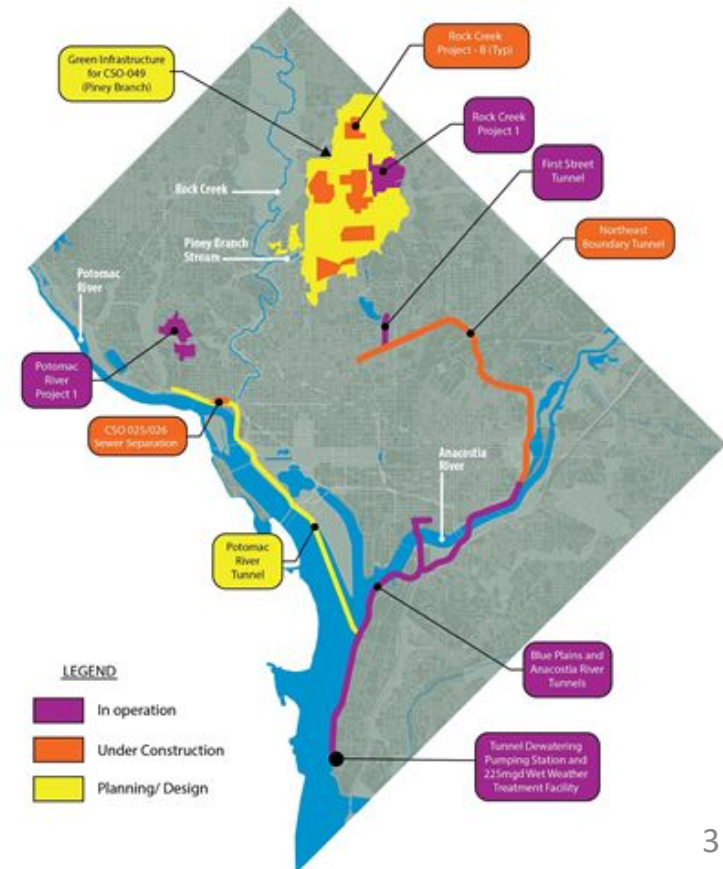 Green Infrastructure
for CSO-049
(Piney Branch)
Rock Creek
Project - B (Typ)
Rock Creek
Project 1
First Street
Tunnel
Rock Creek
Northeast
Boundary Tunnel
Piney Branch
Stream
Potomac
River
Potomac
River
Project 1
CSO 025/026
Sewer Separation
Anacostia
River
Potomac
River
Tunnel
Blue Plains and
Anacostia River
Tunnels
LEGEND
In operation
Under Construction
Planning/ Design
Tunnel Dewatering
Pumping Station and
225mgd Wet Weather
Treatment Facility
3